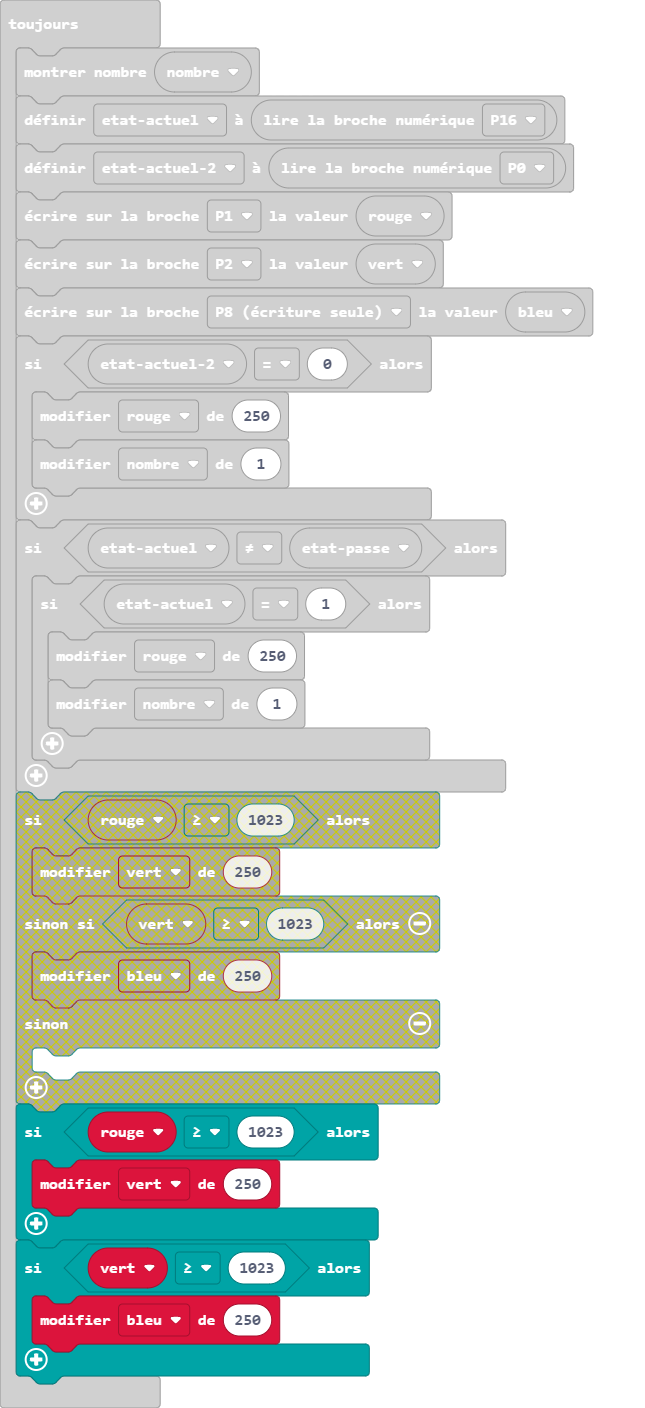 toujours
montrer nombre nombre
définir etat-actuel à lire la broche numérique P16
définir etat-actuel-2 à lire la broche numérique P0
écrire sur la broche P1 la valeur rouge
écrire sur la broche P2 la valeur vert
écrire sur la broche P8 (écriture seule) la valeur bleu
si etat-actuel-2 = 0 alors
modifier rouge de 250
modifier nombre de 1
si etat-actuel ≠ etat-passe alors
si etat-actuel = 1 alors
modifier rouge de 250
modifier nombre de 1
si rouge ≥ 1023 alors
modifier vert de 250
sinon si vert ≥ 1023 alors
modifier bleu de 250
sinon
si rouge ≥ 1023 alors
modifier vert de 250
si vert ≥ 1023 alors
modifier bleu de 250